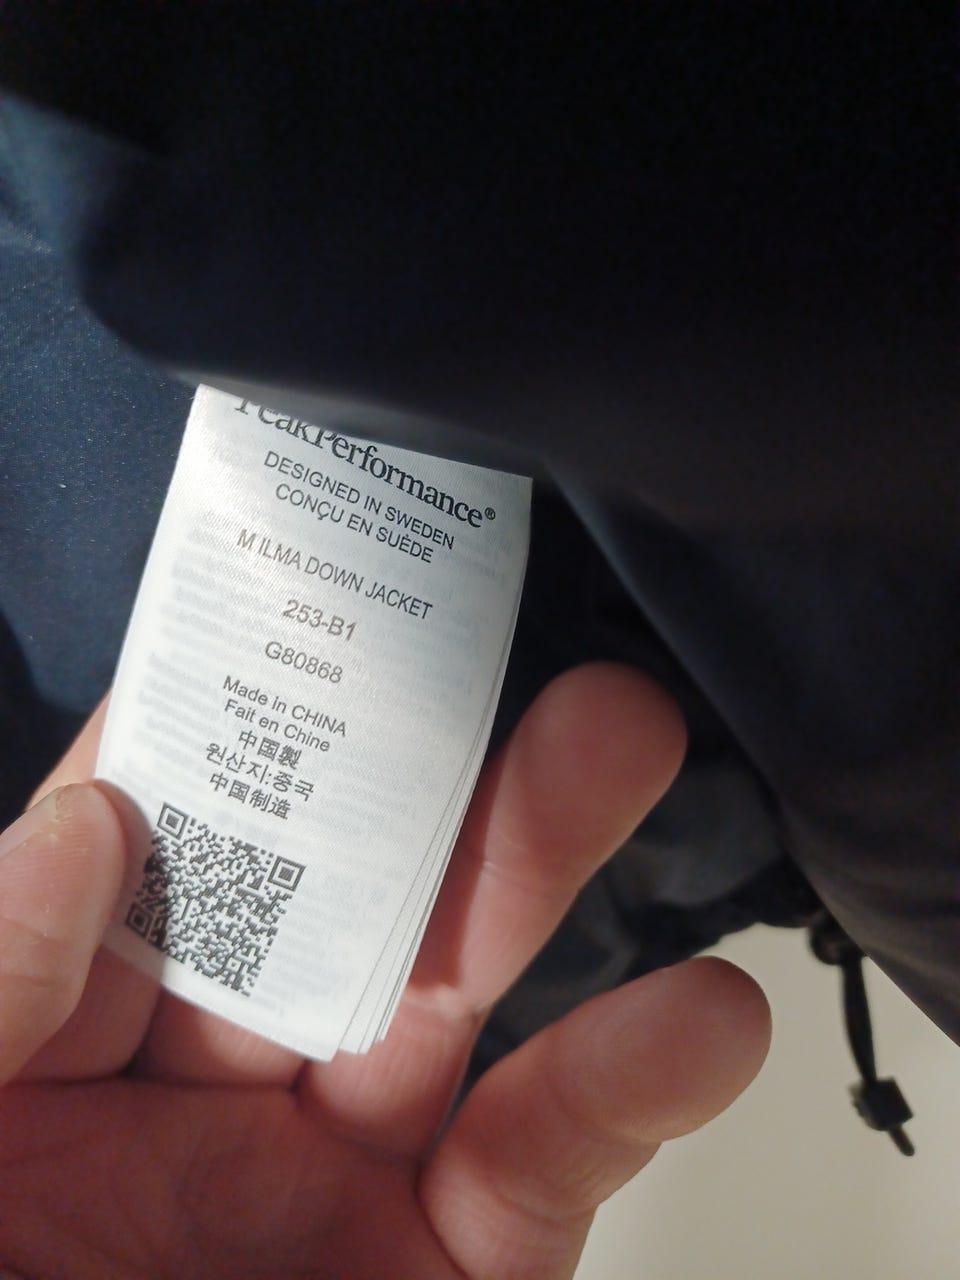 PeakPerformance®
DESIGNED IN SWEDEN
CONÇU EN SUÈDE
M ILMA DOWN JACKET
253-B1
G80868
Made in CHINA
Fait en Chine
中国製
원산지:중국
中国制造